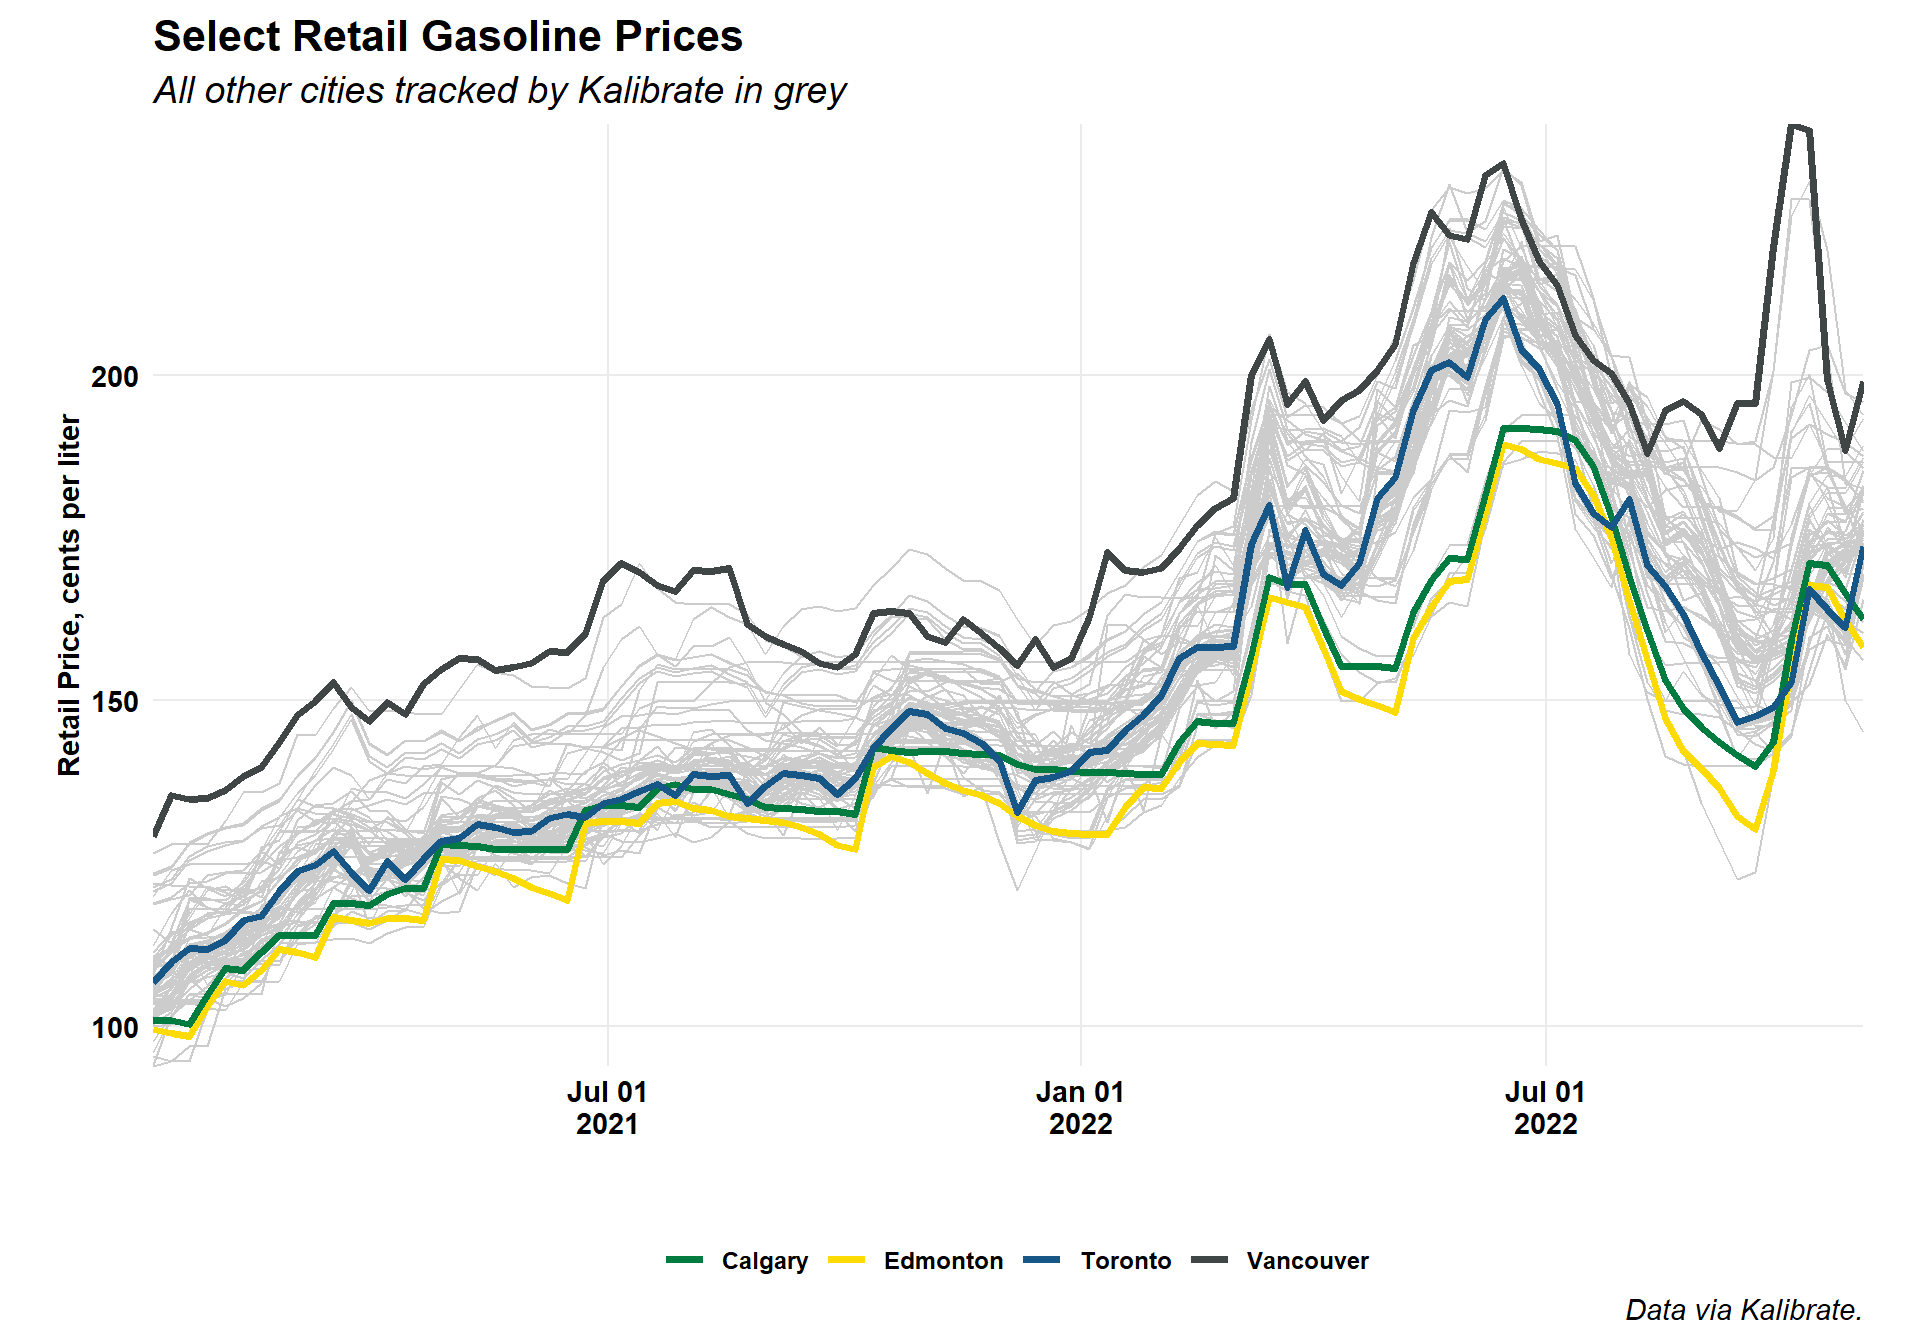 Select Retail Gasoline Prices
All other cities tracked by Kalibrate in grey
Retail Price, cents per liter
200
150
100
Jul 01
2021
Jan 01
2022
Jul 01
2022
Calgary Edmonton Toronto Vancouver
Data via Kalibrate.